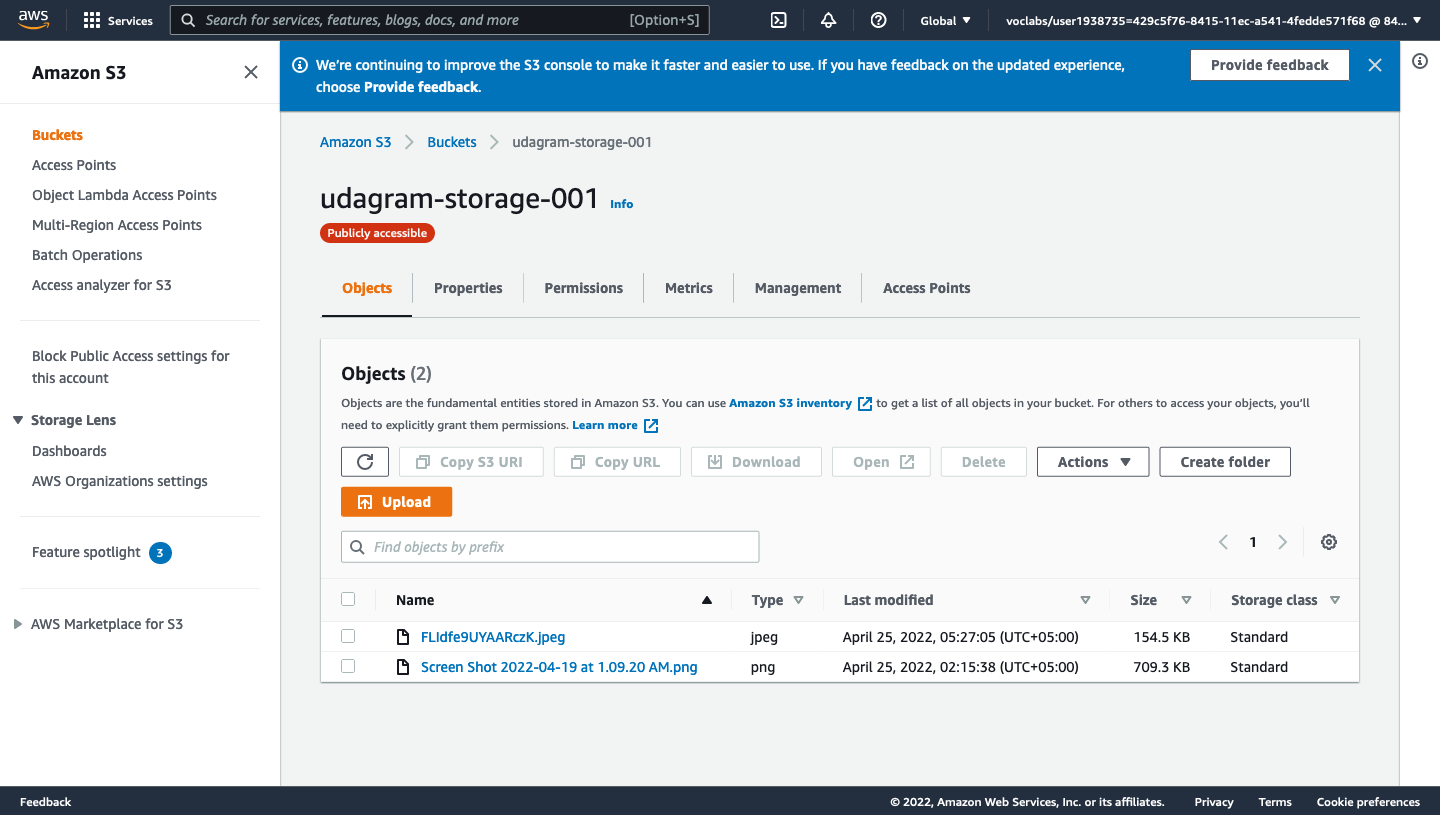 aws
Services
Search for services, features, blogs, docs, and more [Option+S]
Global
voclabs/user1938735=429c5f76-8415-11ec-a541-4fedde571f68 @ 84...
Amazon S3
Buckets
Access Points
Object Lambda Access Points
Multi-Region Access Points
Batch Operations
Access analyzer for S3
Block Public Access settings for
this account
Storage Lens
Dashboards
AWS Organizations settings
Feature spotlight 3
AWS Marketplace for S3
We're continuing to improve the S3 console to make it faster and easier to use. If you have feedback on the updated experience,
choose Provide feedback.
Provide feedback
Amazon S3 Buckets udagram-storage-001
udagram-storage-001 Info
Publicly accessible
Objects Properties Permissions Metrics Management Access Points
Objects (2)
Objects are the fundamental entities stored in Amazon S3. You can use Amazon S3 inventory to get a list of all objects in your bucket. For others to access your objects, you'll
need to explicitly grant them permissions. Learn more
Copy S3 URI Copy URL Download Open Delete Actions Create folder
Upload
Find objects by prefix
1
Name Type Last modified Size Storage class
FLIdfe9UYAARczK.jpeg jpeg April 25, 2022, 05:27:05 (UTC+05:00) 154.5 KB Standard
Screen Shot 2022-04-19 at 1.09.20 AM.png png April 25, 2022, 02:15:38 (UTC+05:00) 709.3 KB Standard
Feedback
© 2022, Amazon Web Services, Inc. or its affiliates. Privacy Terms Cookie preferences